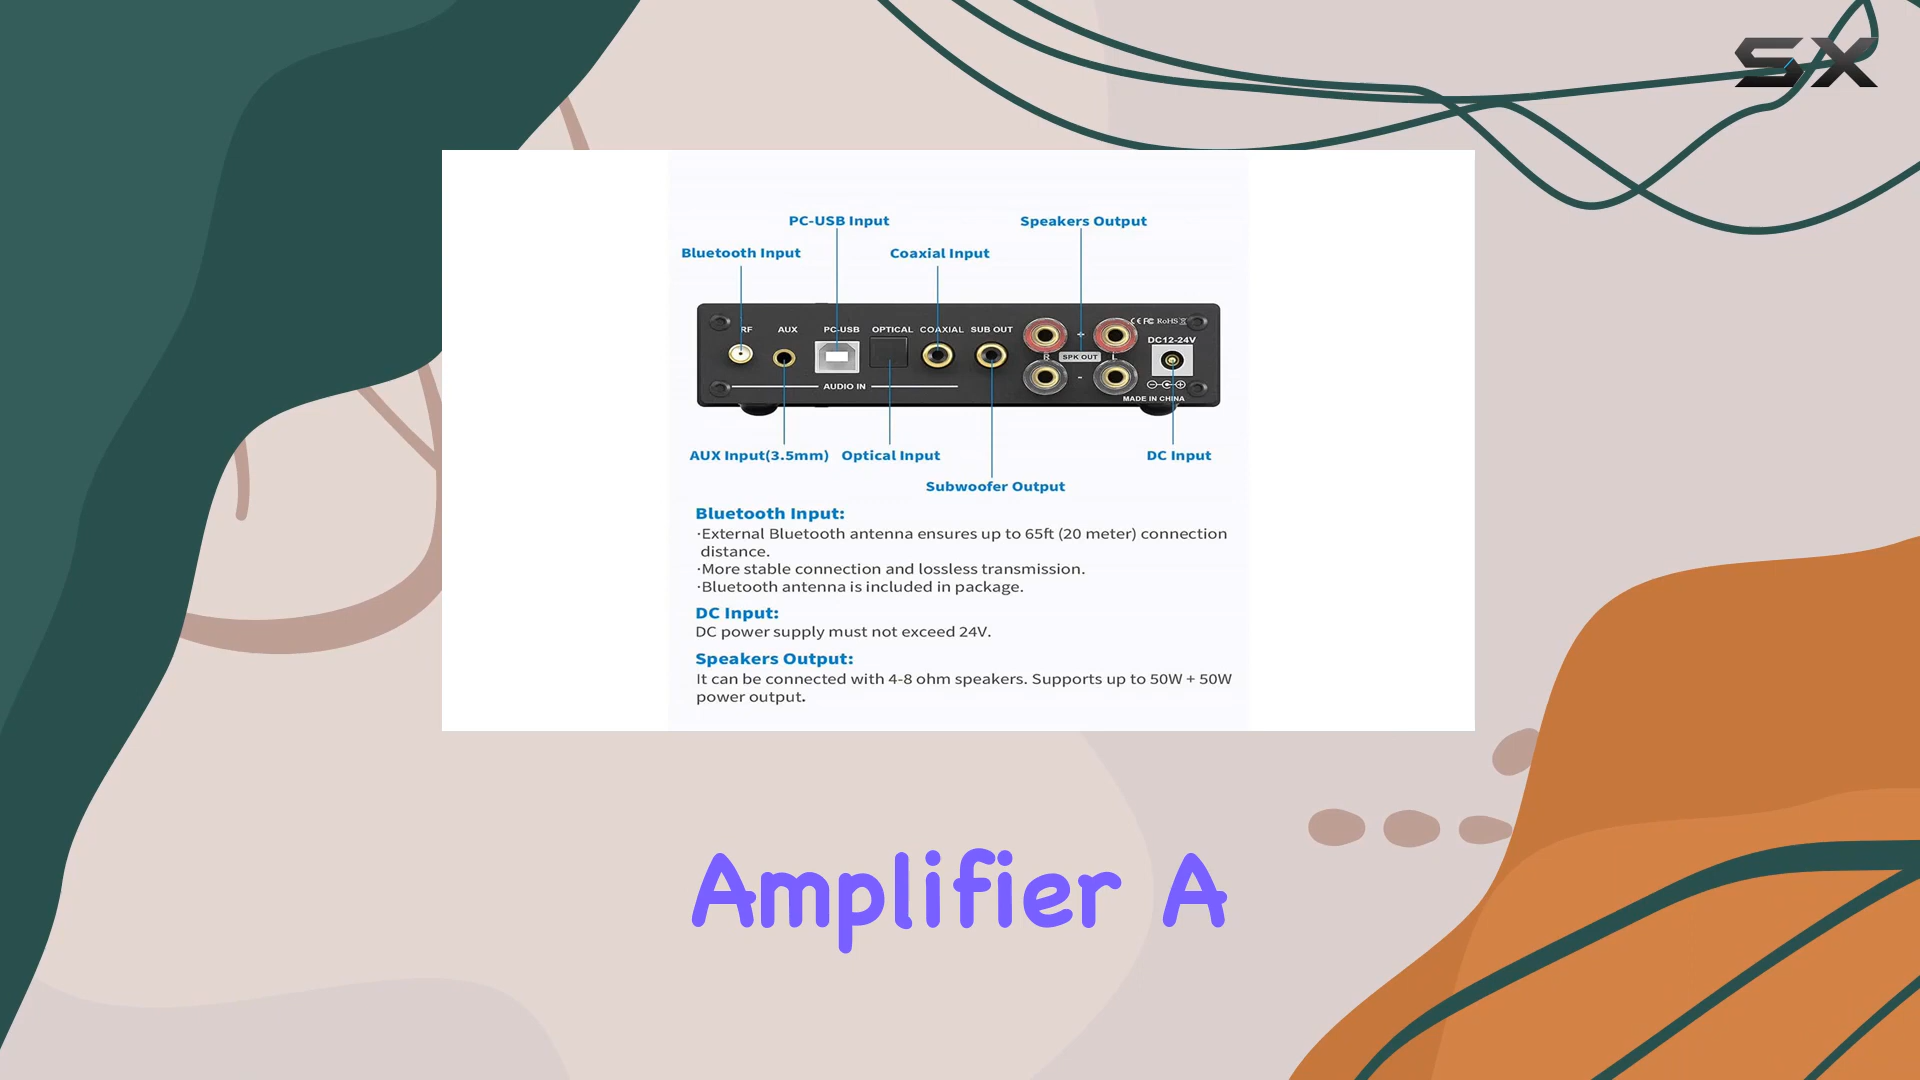 SX
PC-USB Input
Speakers Output
Bluetooth Input
Coaxial Input
RF
AUX
PC-USB
OPTICAL
COAXIAL
SUB OUT
CE FC RoHS
DC12-24V
+
R
SPK OUT
L
-
AUDIO IN
MADE IN CHINA
AUX Input(3.5mm)
Optical Input
DC Input
Subwoofer Output
Bluetooth Input:
·External Bluetooth antenna ensures up to 65ft (20 meter) connection
distance.
·More stable connection and lossless transmission.
·Bluetooth antenna is included in package.
DC Input:
DC power supply must not exceed 24V.
Speakers Output:
It can be connected with 4-8 ohm speakers. Supports up to 50W + 50W
power output.
Amplifier A